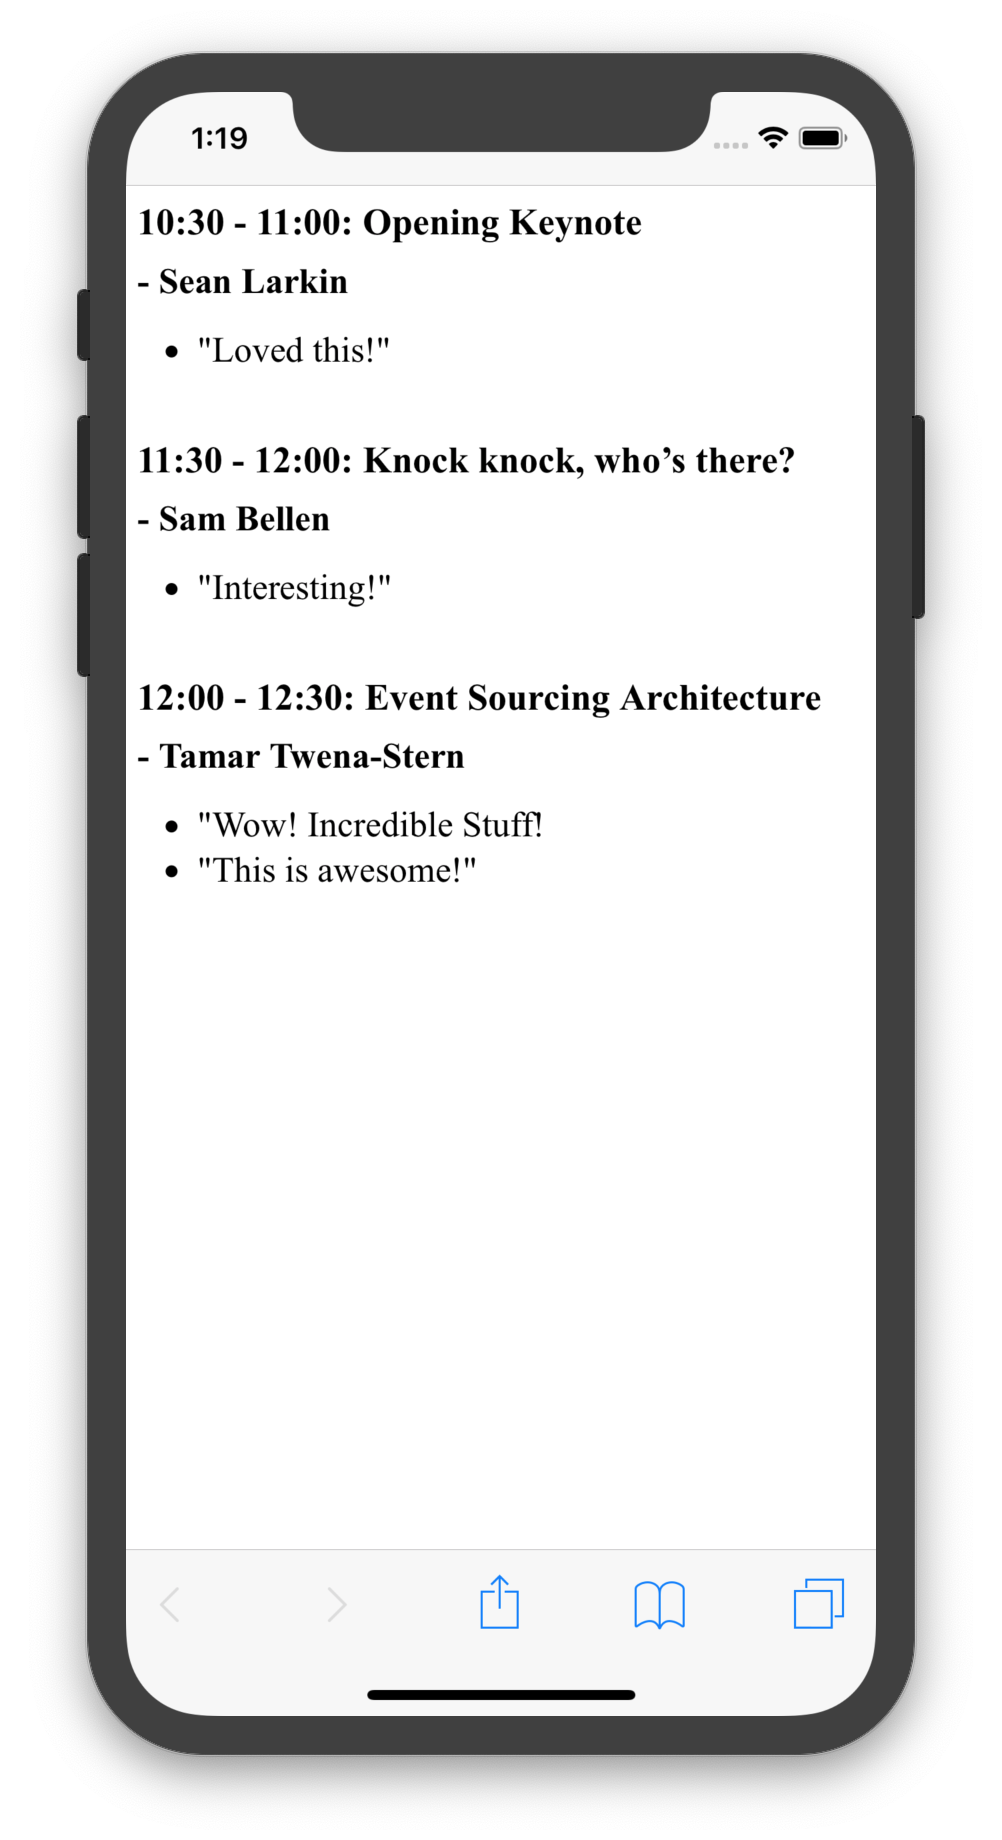 1:19
10:30 - 11:00: Opening Keynote
- Sean Larkin
• "Loved this!"
11:30 - 12:00: Knock knock, who’s there?
- Sam Bellen
• "Interesting!"
12:00 - 12:30: Event Sourcing Architecture
- Tamar Twena-Stern
• "Wow! Incredible Stuff!
• "This is awesome!"